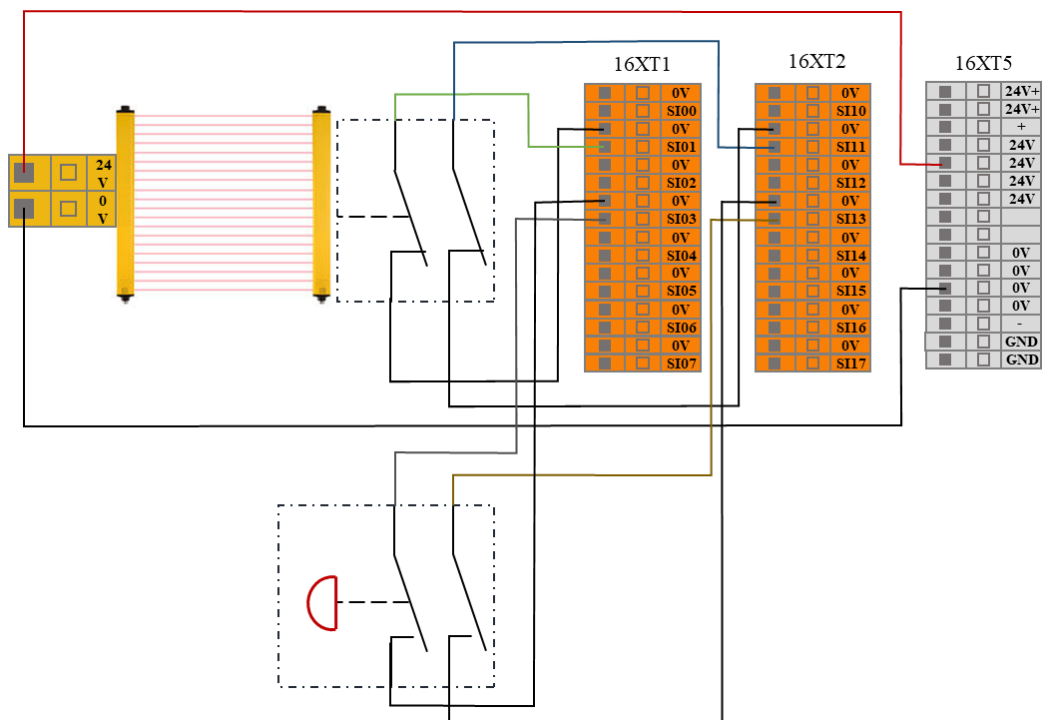 16XT1
16XT2
16XT5
24
V
0
V
0V
SI00
0V
SI01
0V
SI02
0V
SI03
0V
SI04
0V
SI05
0V
SI06
0V
SI07
0V
SI10
0V
SI11
0V
SI12
0V
SI13
0V
SI14
0V
SI15
0V
SI16
0V
SI17
24V+
24V+
+
24V
24V
24V
24V
0V
0V
0V
0V
-
GND
GND